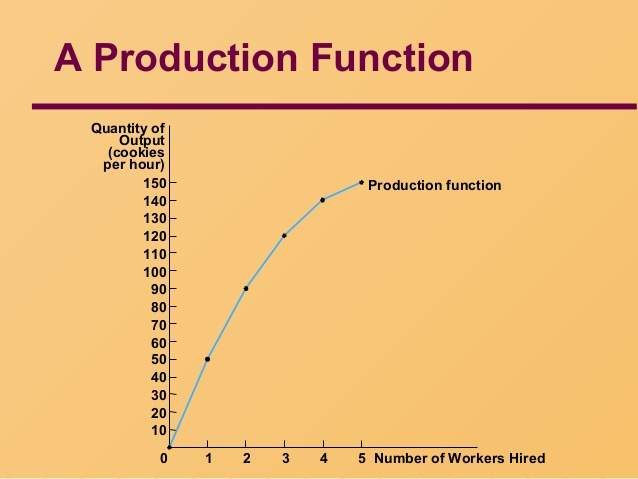 A Production Function
Quantity of
Output
(cookies
per hour)
150
140
130
120
110
100
90
80
70
60
50
40
30
20
10
Production function
0 1 2 3 4 5 Number of Workers Hired